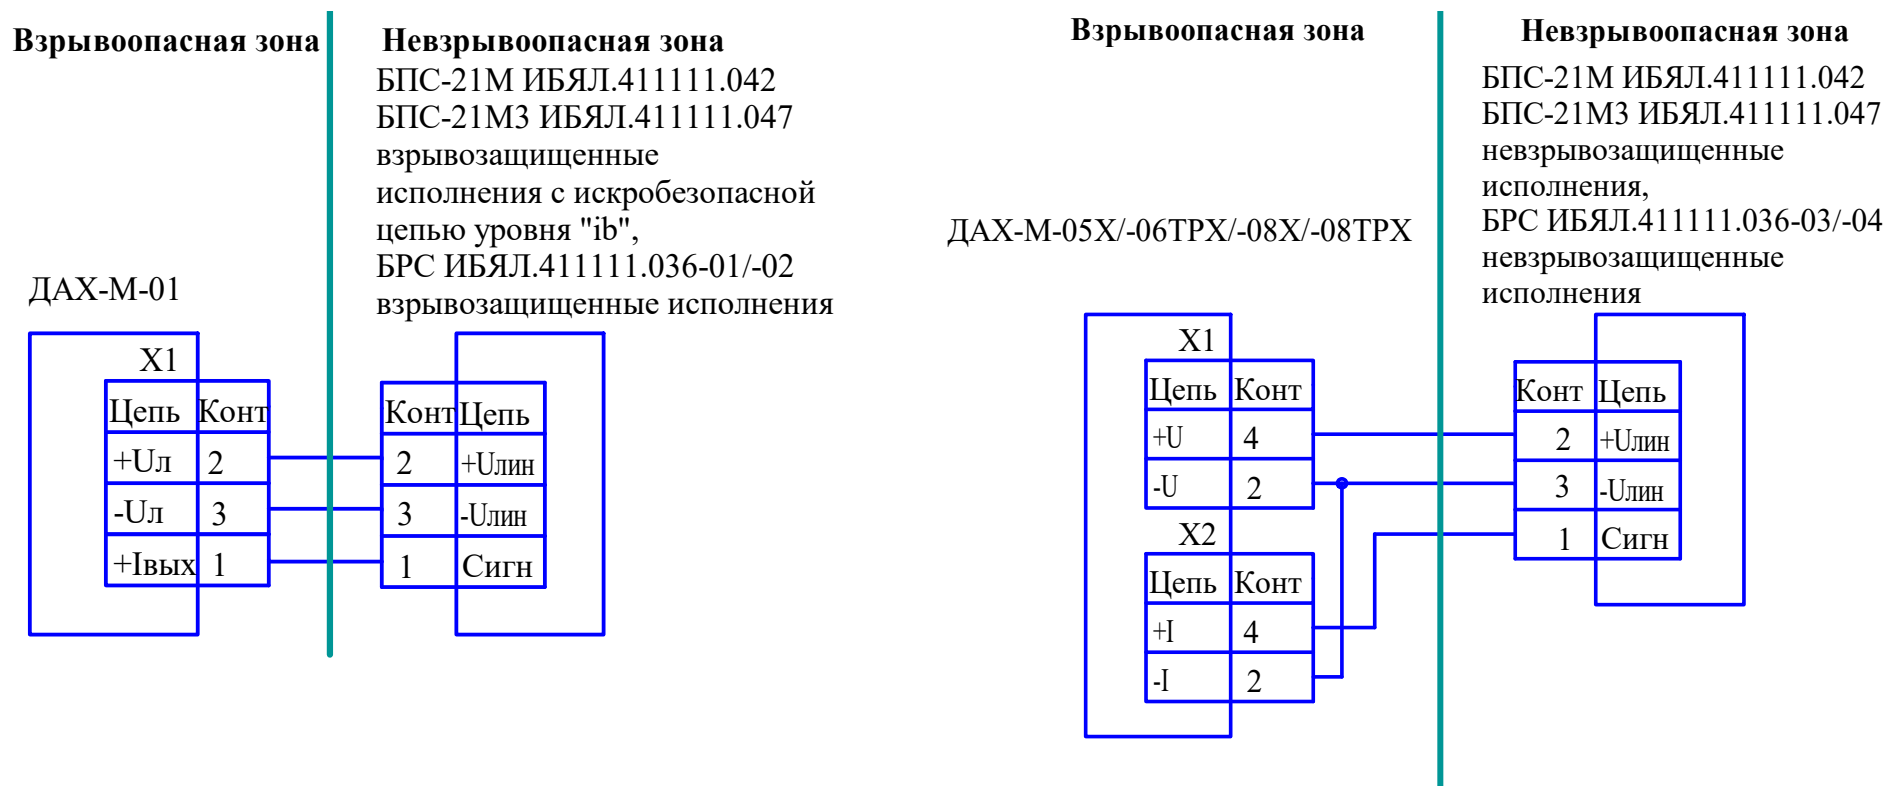 Взрывоопасная зона
Невзрывоопасная зона
БПС-21М ИБЯЛ.411111.042
БПС-21М3 ИБЯЛ.411111.047
взрывозащищенные
исполнения с искробезопасной
цепью уровня "ib",
БРС ИБЯЛ.411111.036-01/-02
взрывозащищенные исполнения
ДАХ-М-01
X1
Цепь Конт
+Uл 2
-Uл 3
+Iвых 1
Конт Цепь
2 +Uлин
3 -Uлин
1 Сигн
Взрывоопасная зона
Невзрывоопасная зона
БПС-21М ИБЯЛ.411111.042
БПС-21М3 ИБЯЛ.411111.047
невзрывозащищенные
исполнения,
БРС ИБЯЛ.411111.036-03/-04
невзрывозащищенные
исполнения
ДАХ-М-05Х/-06ТРХ/-08Х/-08ТРХ
X1
Цепь Конт
+U 4
-U 2
X2
Цепь Конт
+I 4
-I 2
Конт Цепь
2 +Uлин
3 -Uлин
1 Сигн